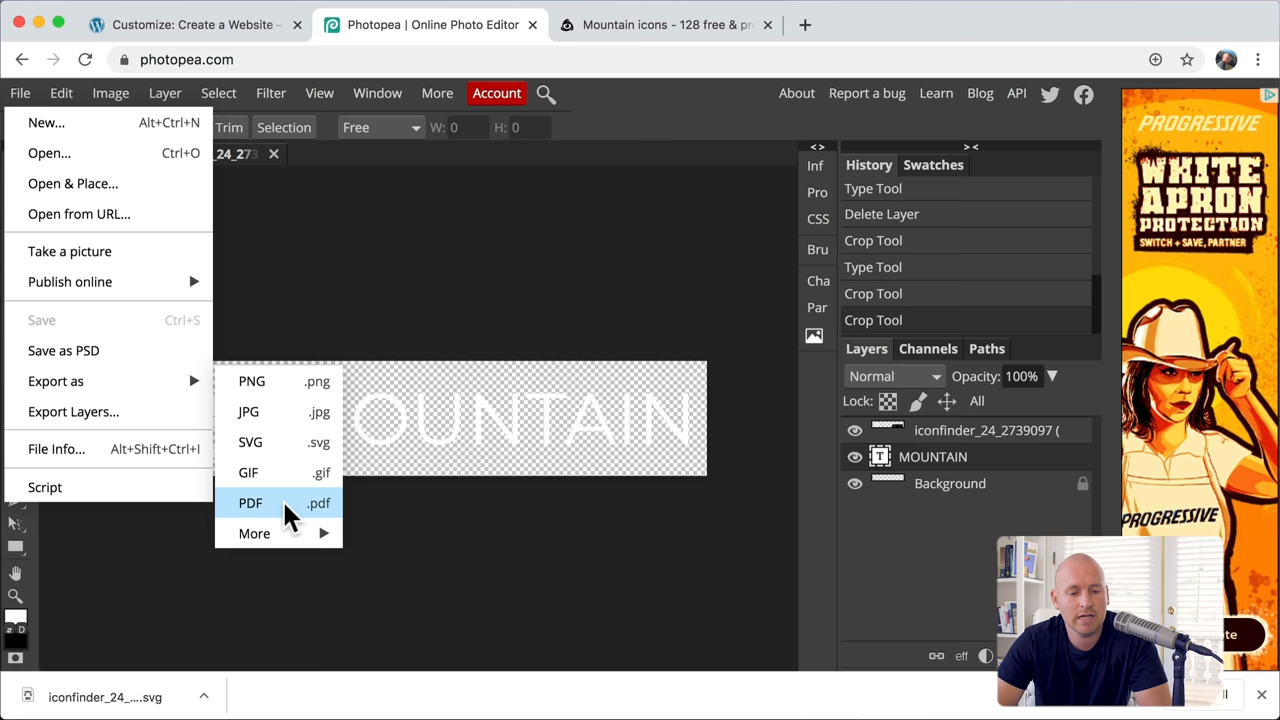 Customize: Create a Website –
Photopea | Online Photo Editor
Mountain icons - 128 free & pr
photopea.com
File Edit Image Layer Select Filter View Window More Account
About Report a bug Learn Blog API
Trim Selection Free W: 0 H: 0
_24_273
New... Alt+Ctrl+N
Open... Ctrl+O
Open & Place...
Open from URL...
Take a picture
Publish online
Save Ctrl+S
Save as PSD
Export as
Export Layers...
File Info... Alt+Shift+Ctrl+I
Script
PNG .png
JPG .jpg
SVG .svg
GIF .gif
PDF .pdf
More
OUNTAIN
< >
Inf
Pro
CSS
Bru
Cha
Par
> <
History Swatches
Type Tool
Delete Layer
Crop Tool
Type Tool
Crop Tool
Crop Tool
Layers Channels Paths
Normal Opacity: 100%
Lock: All
iconfinder_24_2739097 (
T MOUNTAIN
Background
eff
D
PROGRESSIVE
WHITE
APRON
PROTECTION
SWITCH + SAVE, PARTNER
PROGRESSIVE
te
iconfinder_24_....svg